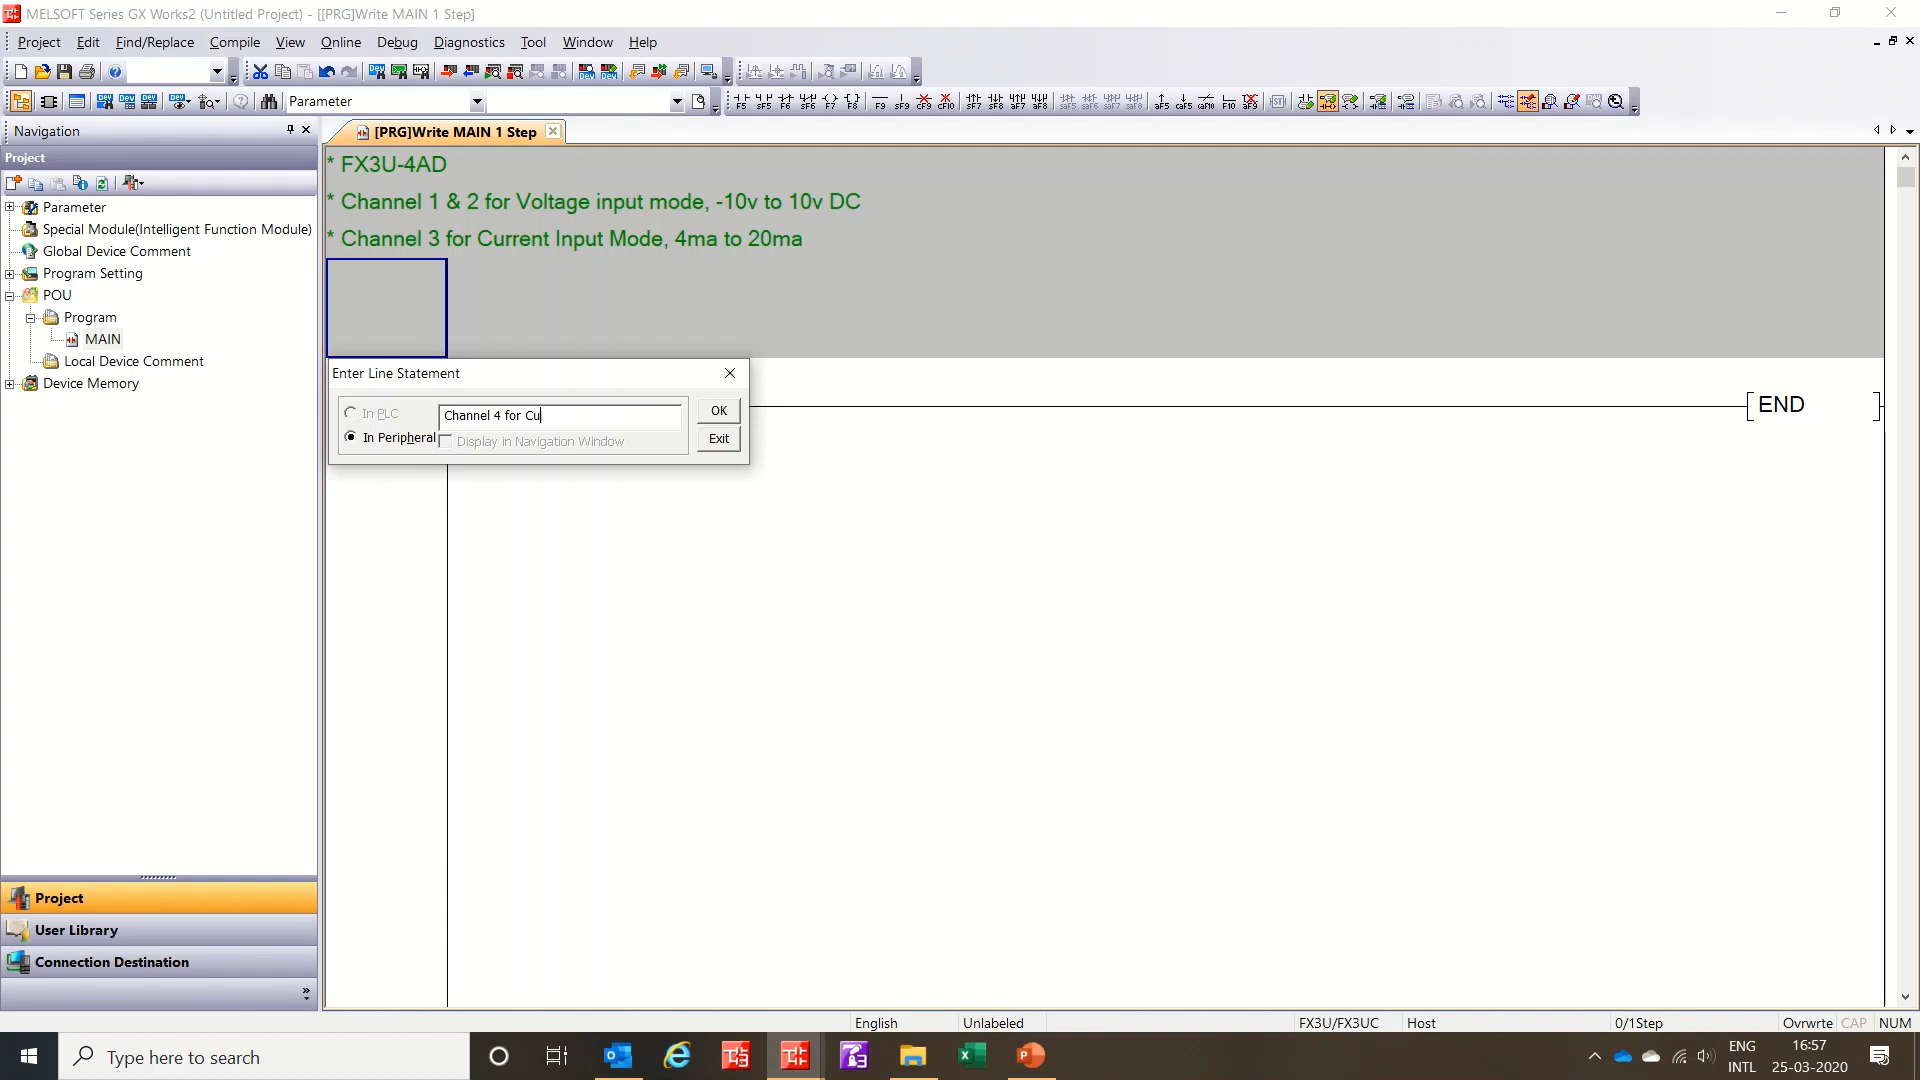 MELSOFT Series GX Works2 (Untitled Project) - [[PRG]Write MAIN 1 Step]
Project Edit Find/Replace Compile View Online Debug Diagnostics Tool Window Help
Parameter
Navigation
[PRG]Write MAIN 1 Step
Project
* FX3U-4AD
* Channel 1 & 2 for Voltage input mode, -10v to 10v DC
* Channel 3 for Current Input Mode, 4ma to 20ma
Parameter
Special Module(Intelligent Function Module)
Global Device Comment
Program Setting
POU
Program
MAIN
Local Device Comment
Device Memory
Enter Line Statement
In PLC
Channel 4 for Cu
OK
In Peripheral
Display in Navigation Window
Exit
END
Project
User Library
Connection Destination
English Unlabeled FX3U/FX3UC Host 0/1Step Ovrwrte CAP NUM
Type here to search
ENG
INTL
16:57
25-03-2020